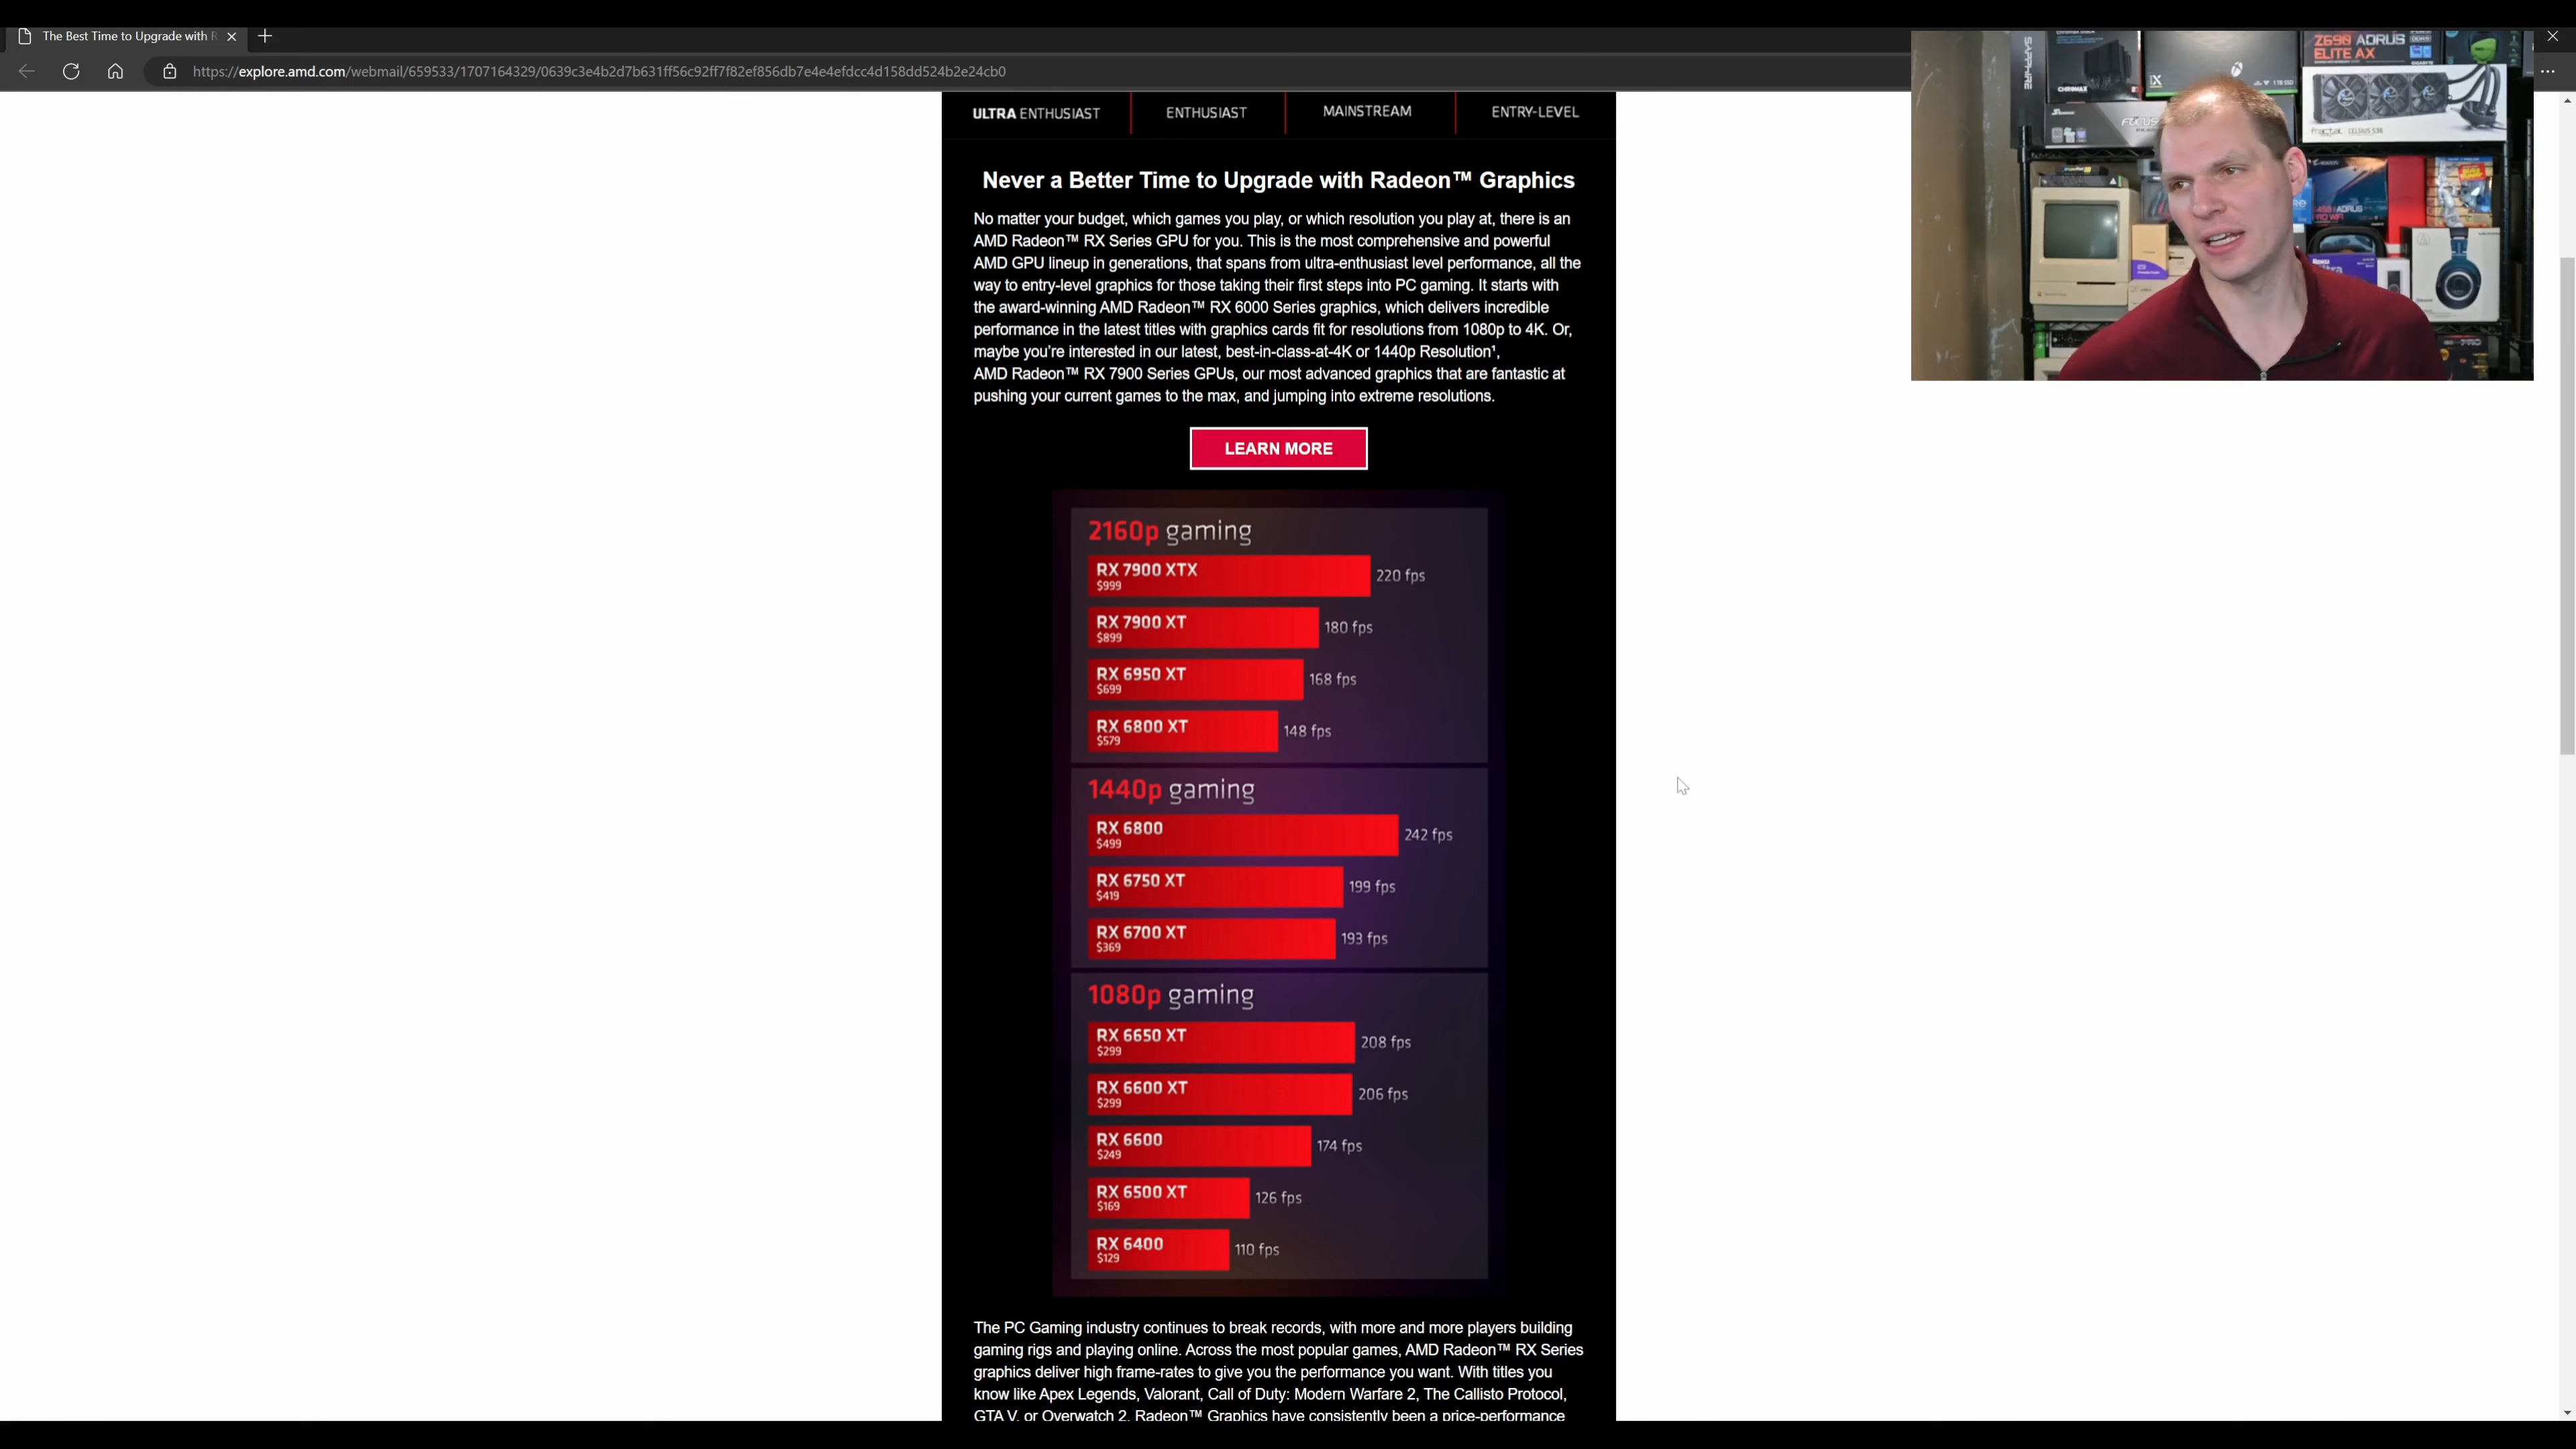 The Best Time to Upgrade with R
https://explore.amd.com/webmail/659533/1707164329/0639c3e4b2d7b631ff56c92ff7f82ef856db7e4e4efdcc4d158dd524b2e24cb0
ULTRA ENTHUSIAST
ENTHUSIAST
MAINSTREAM
ENTRY-LEVEL
Never a Better Time to Upgrade with Radeon™ Graphics
No matter your budget, which games you play, or which resolution you play at, there is an
AMD Radeon™ RX Series GPU for you. This is the most comprehensive and powerful
AMD GPU lineup in generations, that spans from ultra-enthusiast level performance, all the
way to entry-level graphics for those taking their first steps into PC gaming. It starts with
the award-winning AMD Radeon™ RX 6000 Series graphics, which delivers incredible
performance in the latest titles with graphics cards fit for resolutions from 1080p to 4K. Or,
maybe you're interested in our latest, best-in-class-at-4K or 1440p Resolution¹,
AMD Radeon™ RX 7900 Series GPUs, our most advanced graphics that are fantastic at
pushing your current games to the max, and jumping into extreme resolutions.
LEARN MORE
2160p gaming
RX 7900 XTX
$999
220 fps
RX 7900 XT
$899
180 fps
RX 6950 XT
$699
168 fps
RX 6800 XT
$579
148 fps
1440p gaming
RX 6800
$499
242 fps
RX 6750 XT
$419
199 fps
RX 6700 XT
$369
193 fps
1080p gaming
RX 6650 XT
$299
208 fps
RX 6600 XT
$299
206 fps
RX 6600
$249
174 fps
RX 6500 XT
$169
126 fps
RX 6400
$129
110 fps
The PC Gaming industry continues to break records, with more and more players building
gaming rigs and playing online. Across the most popular games, AMD Radeon™ RX Series
graphics deliver high frame-rates to give you the performance you want. With titles you
know like Apex Legends, Valorant, Call of Duty: Modern Warfare 2, The Callisto Protocol,
GTA V, or Overwatch 2, Radeon™ Graphics have consistently been a price-performance
SAPPHIRE
CHROMAX
Z690 AORUS
ELITE AX
FOCUS
fractal CELSIUS S36
AORUS
PRO WIFI
Roku
Ultra
PRO